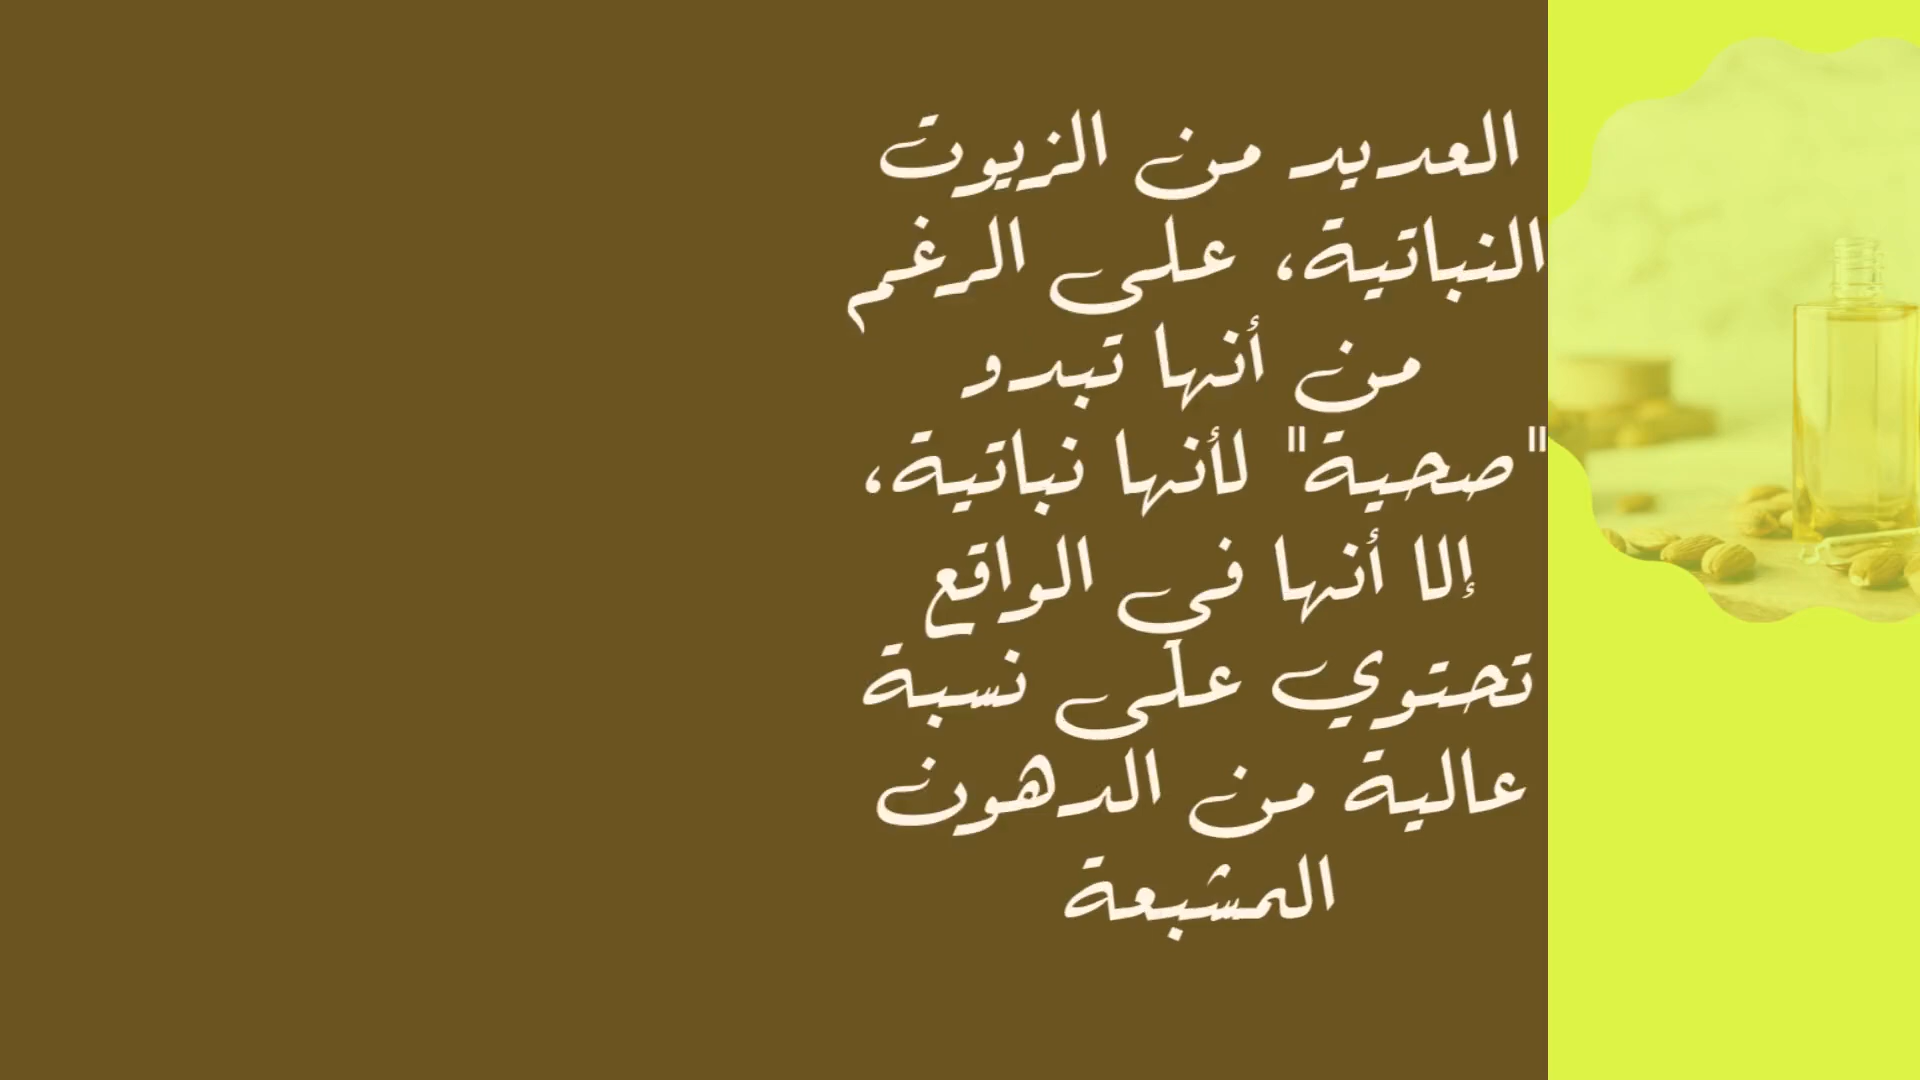 العديد من الزيوت
النباتية، على الرغم
من أنها تبدو
"صحية" لأنها نباتية،
إلا أنها في الواقع
تحتوي على نسبة
عالية من الدهون
المشبعة